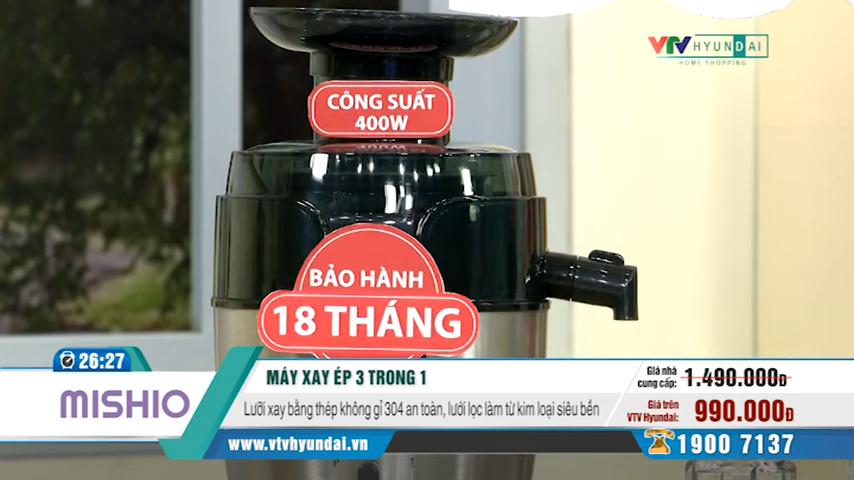 VTV HYUNDAI
HOME SHOPPING
CÔNG SUẤT
400W
BẢO HÀNH
18 THÁNG
26:27
MISHIO
MÁY XAY ÉP 3 TRONG 1
Lưỡi xay bằng thép không gỉ 304 an toàn, lưới lọc làm từ kim loại siêu bền
Giá nhà
cung cấp: 1.490.000Đ
Giá trên
VTV Hyundai: 990.000Đ
www.vtvhyundai.vn
1900 7137